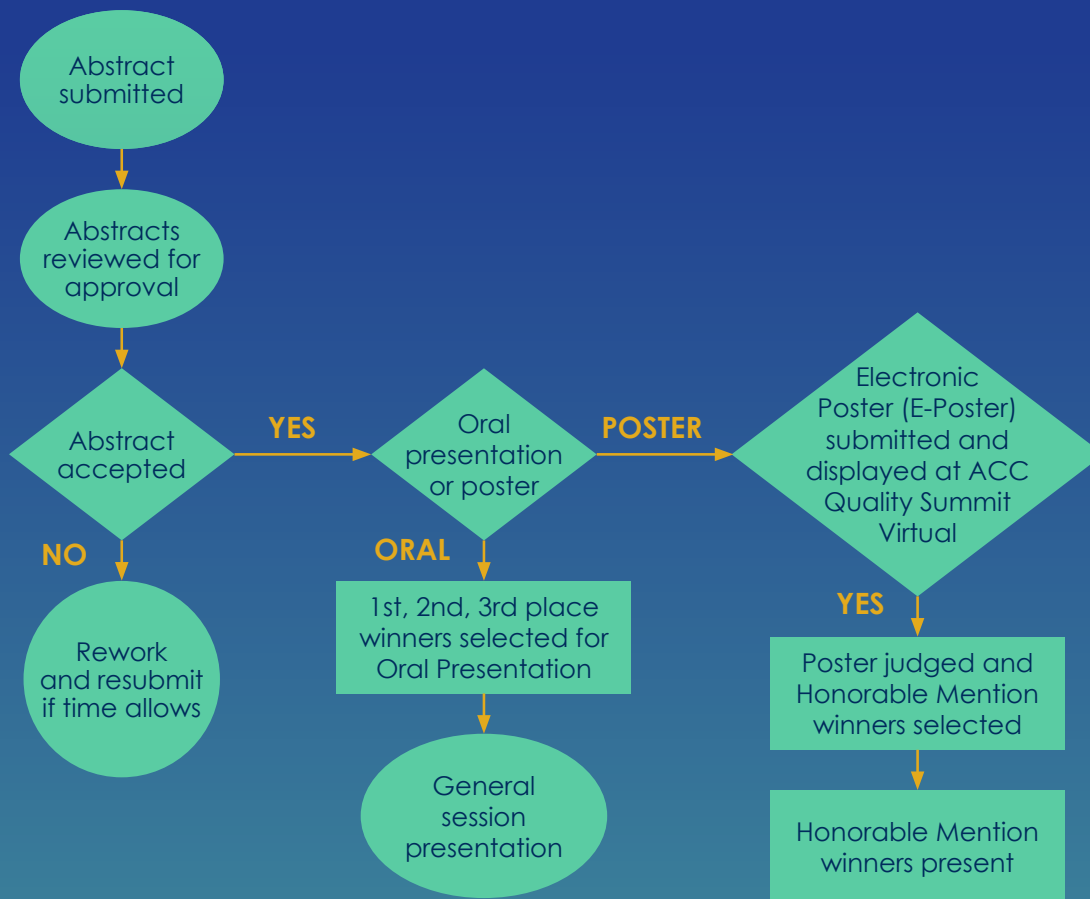 Abstract
submitted
Abstracts
reviewed for
approval
Abstract
accepted
YES
NO
Rework
and resubmit
if time allows
Oral
presentation
or poster
POSTER
ORAL
1st, 2nd, 3rd place
winners selected for
Oral Presentation
General
session
presentation
Electronic
Poster (E-Poster)
submitted and
displayed at ACC
Quality Summit
Virtual
YES
Poster judged and
Honorable Mention
winners selected
Honorable Mention
winners present